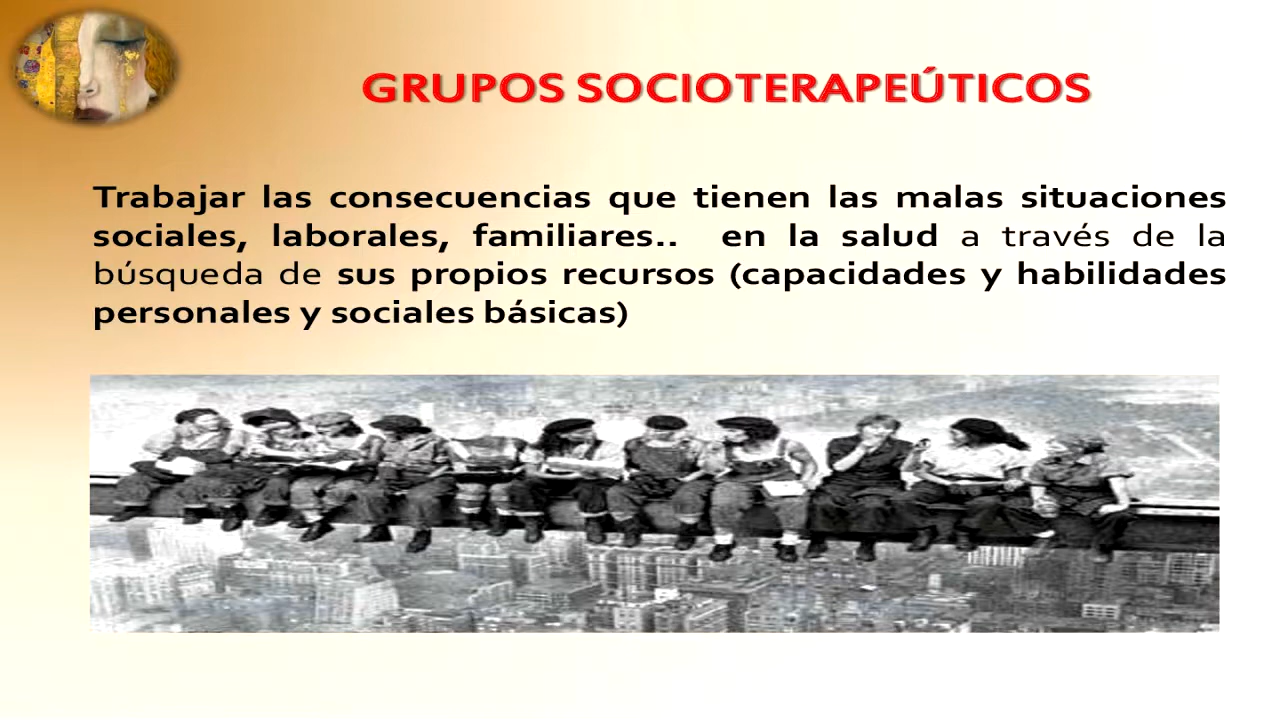 GRUPOS SOCIOTERAPEÚTICOS
Trabajar las consecuencias que tienen las malas situaciones
sociales, laborales, familiares.. en la salud a través de la
búsqueda de sus propios recursos (capacidades y habilidades
personales y sociales básicas)